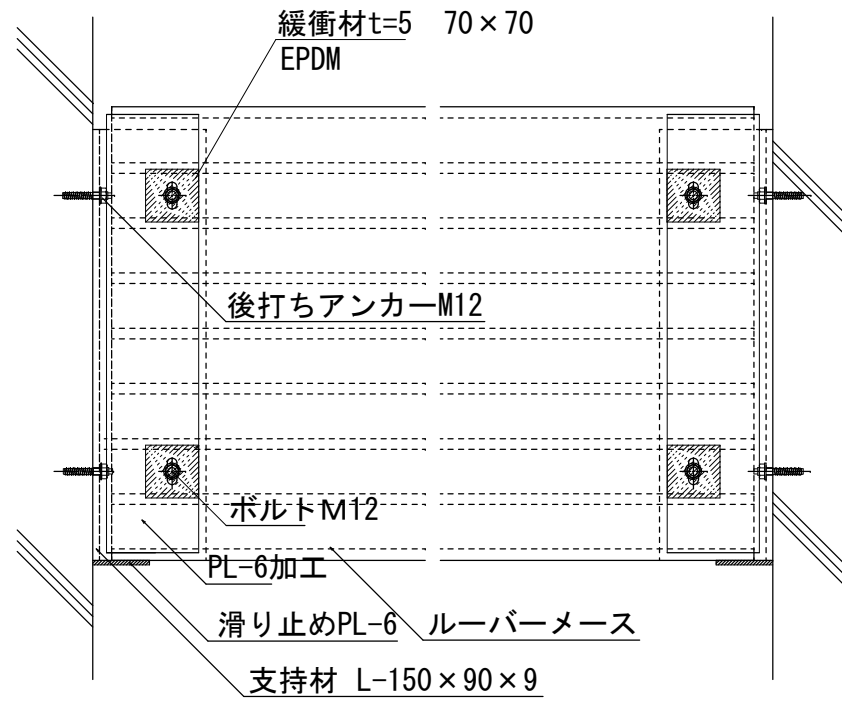 緩衝材t=5 70×70
EPDM
後打ちアンカーM12
ボルトM12
PL-6加工
滑り止めPL-6 ルーバーメース
支持材 L-150×90×9